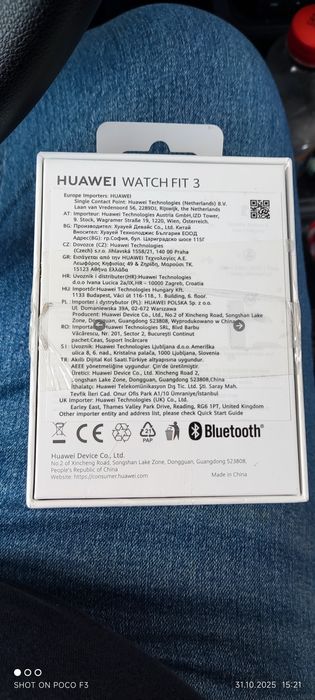 HUAWEI WATCH FIT 3
Europe Importers: HUAWEI
Single Contact Point: Huawei Technologies (Netherlands) B.V.
Laan van Vredenoord 56, 2289DJ, Rijswijk, the Netherlands
AT: Importeur: Huawei Technologies Austria GmbH,IZD Tower,
9. Stock, Wagramer Straße 19, 1220, Wien, Österreich.
BG: Производител: Хуауей Девайс Ко., Лtd. Китай
Вносител: Хуауей Технолоджис България ЕООД
Адрес(BG): гр.София, бул. Цариградско шосе 115Г
CZ: Dovozce (CZ): Huawei Technologies
(Czech) s.r.o. Jihlavská 1558/21, 140 00 Praha
GR: Εισάγεται από την HUAWEI Τεχνολογίες Α.Ε.
Λεωφόρος Κηφισίας 49 & Ζηρίδη, Μαρούσι ΤΚ.
15123 Αθήνα Ελλάδα
HR: Uvoznik i distributer(HR):Huawei Technologies
d.o.o Ivana Lucica 2a/IX,HR – 10000 Zagreb, Croatia
HU: Importőr:Huawei Technologies Hungary Kft.
1133 Budapest, Váci út 116-118., 1. Building, 6. floor.
PL: Importer i dystrybutor (PL): HUAWEI POLSKA Sp. z o.o.
Ul. Domaniewska 39A, 02-672 Warszawa
Producent: Huawei Device Co., Ltd., No.2 of Xincheng Road, Songshan Lake
Zone, Guangdong, 523808, Wyprodukowano w Chinach
RO: Importator: Huawei Technologies SRL, Blvd Barbu
Văcărescu, Nr. 201, Sector 2, București Continut
pachet:Ceas, Suport încărcare
SI: Uvoznik: Huawei Technologies Ljubljana d.o.o.Ameriška
ulica 8, 6. nad., Kristalna palača, 1000 Ljubljana, Slovenia
TR: Akıllı Dijital Kol Saati.Türkiye altyapısına uygundur.
AEEE yönetmeliğine uygundur. Çin'de üretilmiştir.
Üretici: Huawei Device Co., Ltd. Xincheng Road 2,
Songshan Lake Zone, Dongguan, Guangdong 523808, China
İthalatçı: Huawei Telekomünikasyon Dış Tic. Ltd. Şti. Saray Mah.
Tevfik İleri Cad. Onur Ofis Park A1/10 Ümraniye/İstanbul
UK Importer: Huawei Technologies (UK) Co., Ltd.
Earley East, Thames Valley Park Drive, Reading, RG6 1PT, United Kingdom
Other importer entity and address list, please check Quick Start Guide
CE
21
PAP
Bluetooth®
Huawei Device Co., Ltd.
No.2 of Xincheng Road, Songshan Lake Zone, Dongguan, Guangdong 523808,
People's Republic of China
Website: https://consumer.huawei.com
Made in China
SHOT ON POCO F3
31.10.2025 15:21